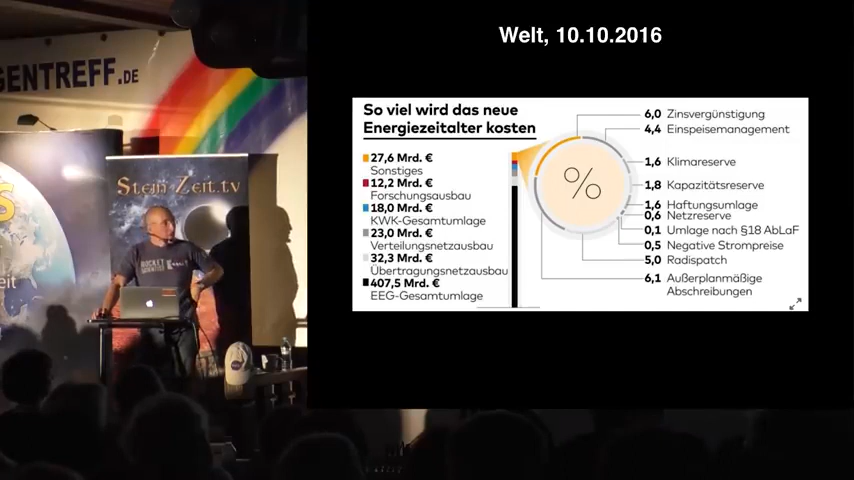 Welt, 10.10.2016
GENTREFF.DE
STEIN-ZEIT.TV
ROCKET
SCIENTIST
So viel wird das neue
Energiezeitalter kosten
27,6 Mrd. €
Sonstiges
12,2 Mrd. €
Forschungsausbau
18,0 Mrd. €
KWK-Gesamtumlage
23,0 Mrd. €
Verteilungsnetzausbau
32,3 Mrd. €
Übertragungsnetzausbau
407,5 Mrd. €
EEG-Gesamtumlage
%
6,0 Zinsvergünstigung
4,4 Einspeisemanagement
1,6 Klimareserve
1,8 Kapazitätsreserve
1,6 Haftungsumlage
0,6 Netzreserve
0,1 Umlage nach §18 AbLaF
0,5 Negative Strompreise
5,0 Radispatch
6,1 Außerplanmäßige
Abschreibungen